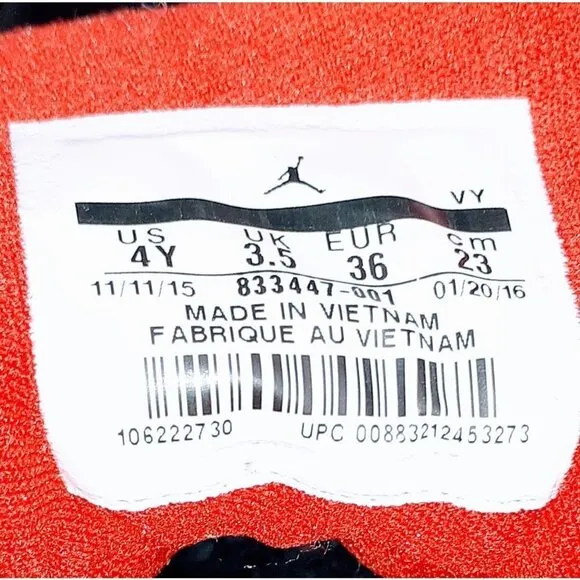 VY
US UK EUR cm
4Y 3.5 36 23
11/11/15 833447-001 01/20/16
MADE IN VIETNAM
FABRIQUE AU VIETNAM
106222730 UPC 00883212453273